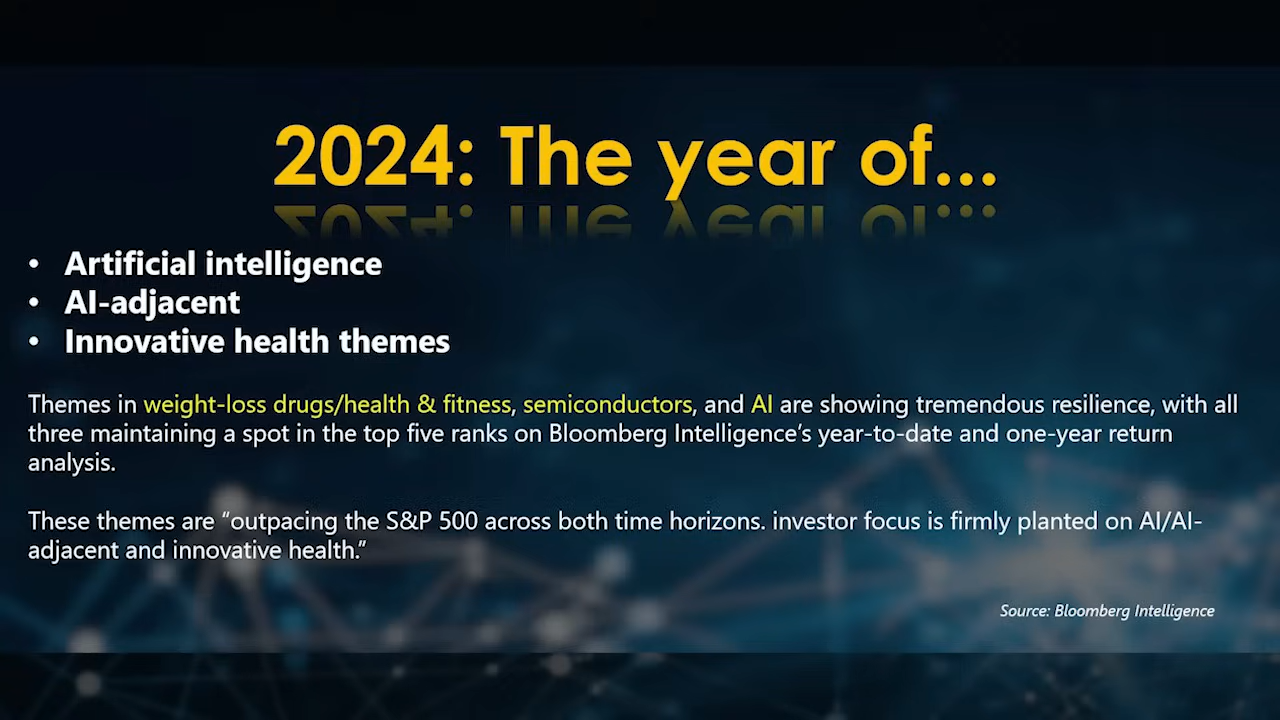 2024: The year of...
• Artificial intelligence
• AI-adjacent
• Innovative health themes
Themes in weight-loss drugs/health & fitness, semiconductors, and AI are showing tremendous resilience, with all
three maintaining a spot in the top five ranks on Bloomberg Intelligence's year-to-date and one-year return
analysis.
These themes are “outpacing the S&P 500 across both time horizons. investor focus is firmly planted on AI/AI-
adjacent and innovative health.”
Source: Bloomberg Intelligence